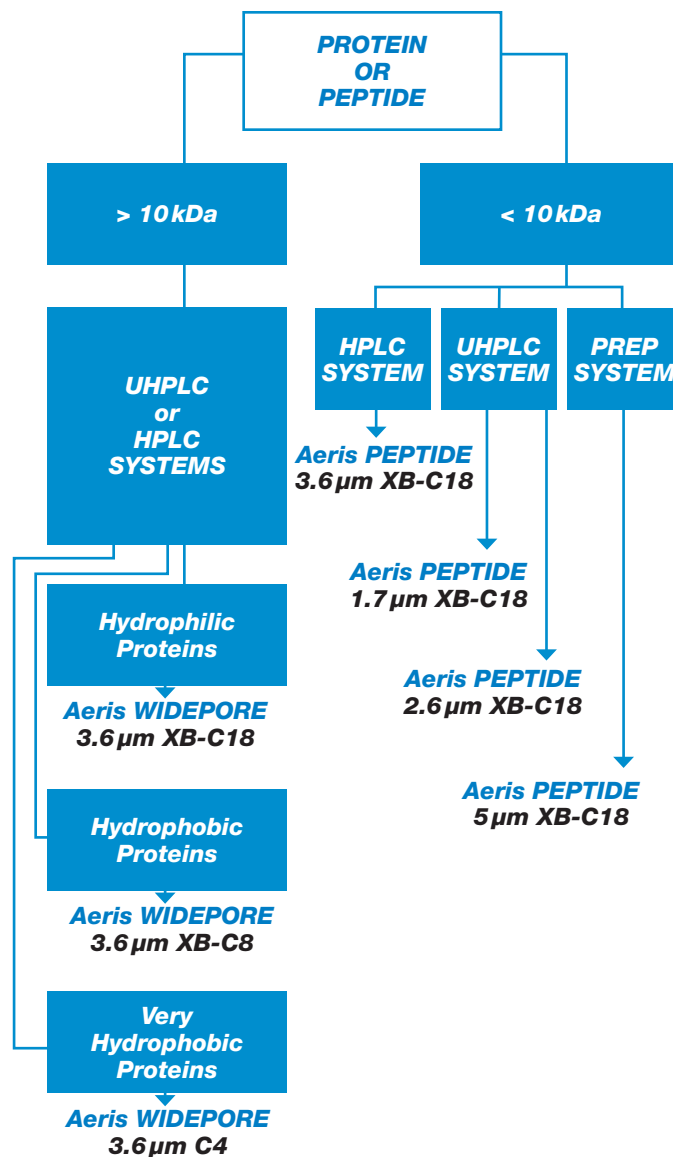 PROTEIN
OR
PEPTIDE
> 10 kDa
< 10 kDa
UHPLC
or
HPLC
SYSTEMS
HPLC
SYSTEM
UHPLC
SYSTEM
PREP
SYSTEM
Aeris PEPTIDE
3.6 µm XB-C18
Aeris PEPTIDE
1.7 µm XB-C18
Aeris PEPTIDE
2.6 µm XB-C18
Aeris PEPTIDE
5 µm XB-C18
Hydrophilic
Proteins
Aeris WIDEPORE
3.6 µm XB-C18
Hydrophobic
Proteins
Aeris WIDEPORE
3.6 µm XB-C8
Very
Hydrophobic
Proteins
Aeris WIDEPORE
3.6 µm C4